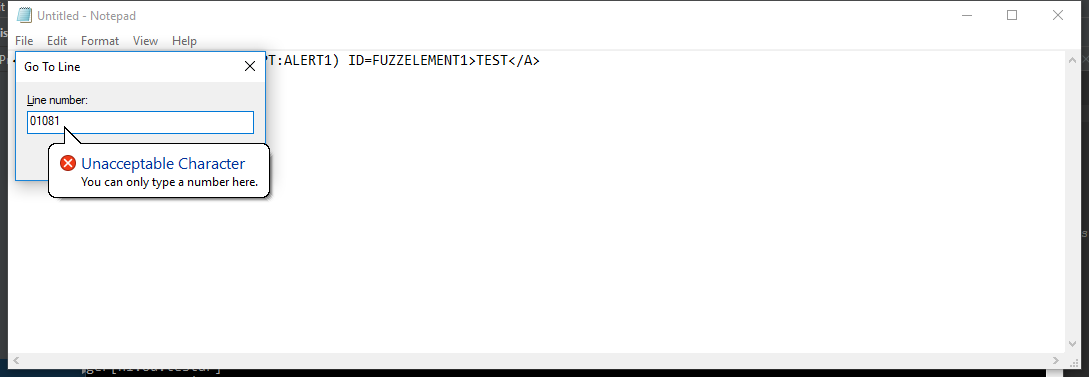 Untitled - Notepad
File Edit Format View Help
PT:ALERT1) ID=FUZZELEMENT1>TEST</A>
Go To Line
Line number:
01081
Unacceptable Character
You can only type a number here.